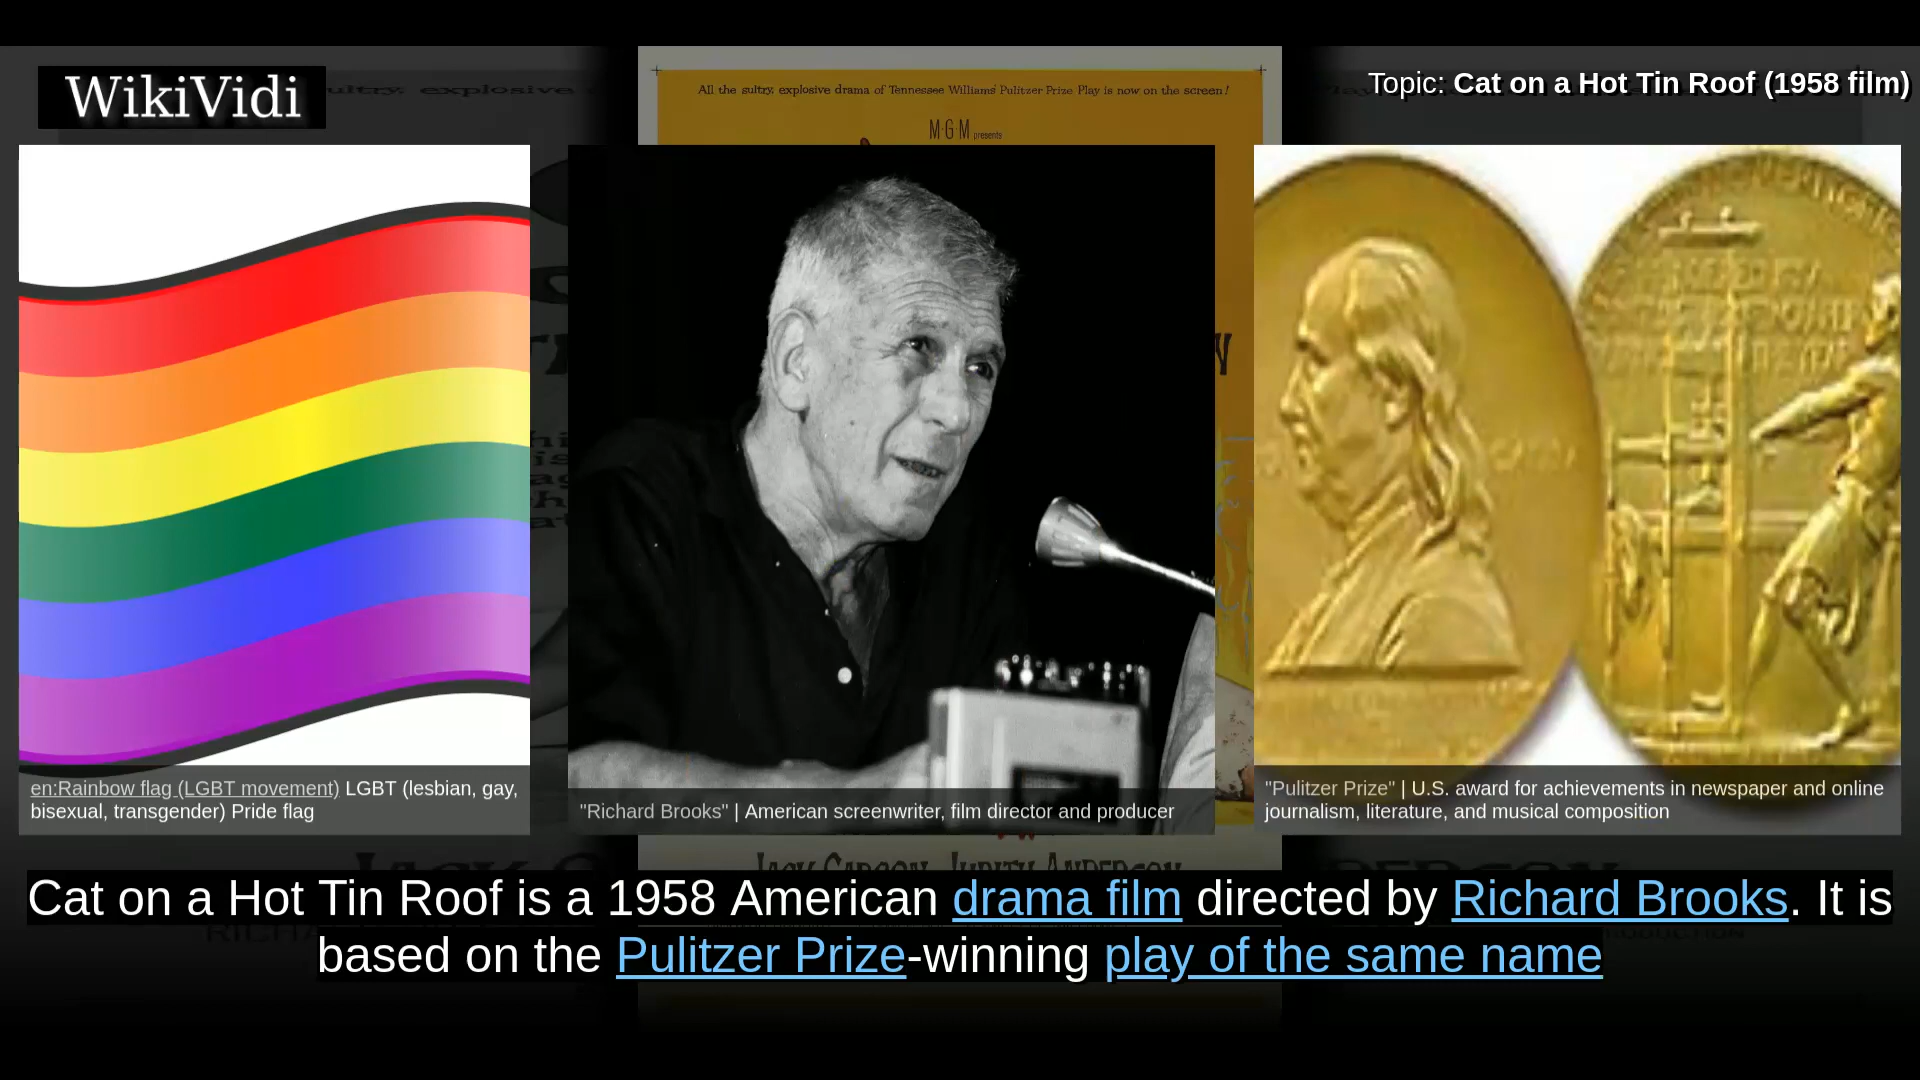 WikiVidi
Topic: Cat on a Hot Tin Roof (1958 film)
All the sultry, explosive drama of Tennessee Williams' Pulitzer Prize Play is now on the screen!
M-G-M presents
en:Rainbow flag (LGBT movement) LGBT (lesbian, gay,
bisexual, transgender) Pride flag
"Richard Brooks" | American screenwriter, film director and producer
"Pulitzer Prize" | U.S. award for achievements in newspaper and online
journalism, literature, and musical composition
JACK CARSON JUDITH ANDERSON
Cat on a Hot Tin Roof is a 1958 American drama film directed by Richard Brooks. It is
based on the Pulitzer Prize-winning play of the same name